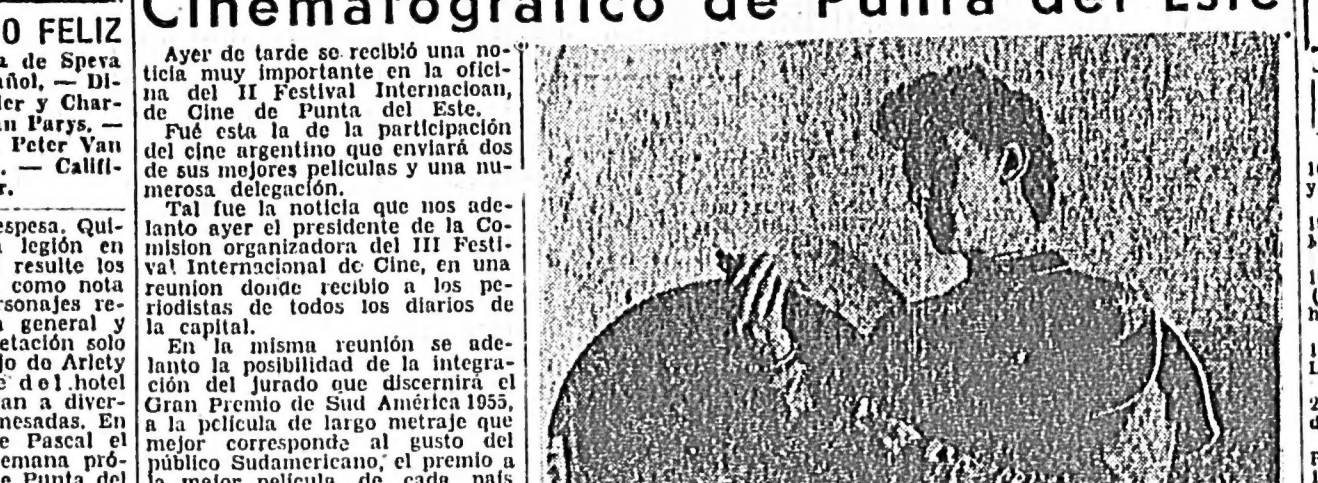 Cinematográfico de Punta del Este
O FELIZ
a de Speva
añol, — Di-
ler y Char-
an Parys. —
Peter Van
. — Califi-
r.
espesa. Qui-
legión en
resulte los
como nota
rsonajes re-
a general y
etación solo
jo de Arlety
e del hotel
an a diver-
mesadas. En
e Pascal el
emana pró-
e Punta del
Ayer de tarde se recibió una no-
ticia muy importante en la ofici-
na del II Festival Internacioan,
de Cine de Punta del Este.
Fué esta la de la participación
del cine argentino que enviará dos
de sus mejores películas y una nu-
merosa delegación.
Tal fue la noticia que nos ade-
lanto ayer el presidente de la Co-
mision organizadora del III Festi-
val Internacional de Cine, en una
reunion donde recibio a los pe-
riodistas de todos los diarios de
la capital.
En la misma reunión se ade-
lanto la posibilidad de la integra-
ción del jurado que discernirá el
Gran Premio de Sud América 1955,
a la película de largo metraje que
mejor corresponde al gusto del
público Sudamericano, el premio a
la mejor película de cada país